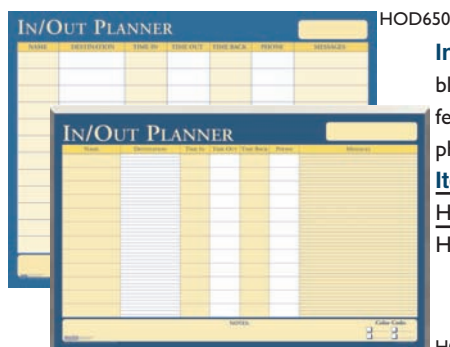 HOD650
IN/OUT PLANNER
NAME DESTINATION TIME IN TIME OUT TIME BACK PHONE MESSAGES
In
bl
fe
pl
It
H
H
IN/OUT PLANNER
NAME DESTINATION TIME IN TIME OUT TIME BACK PHONE MESSAGES
NOTES
Color Code